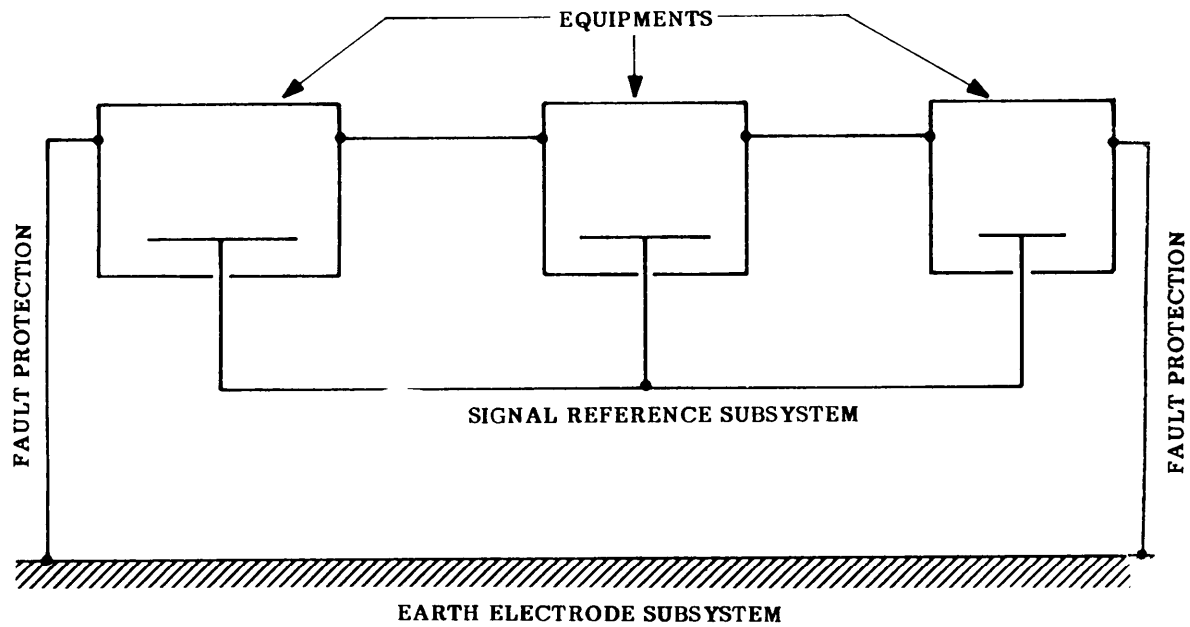 EQUIPMENTS
FAULT PROTECTION
FAULT PROTECTION
SIGNAL REFERENCE SUBSYSTEM
EARTH ELECTRODE SUBSYSTEM